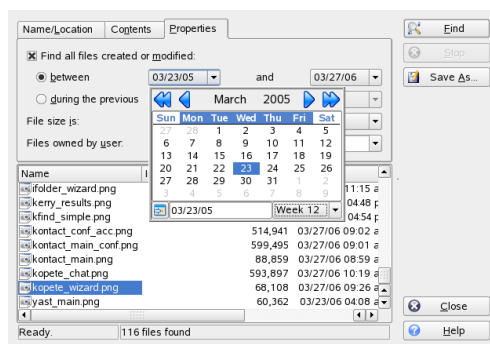 Name/Location Contents Properties
Find
Find all files created or modified:
Stop
between 03/23/05 and 03/27/06
Save As...
during the previous
March 2005
File size is:
Sun Mon Tue Wed Thu Fri Sat
27 28 1 2 3 4 5
Files owned by user:
6 7 8 9 10 11 12
13 14 15 16 17 18 19
20 21 22 23 24 25 26
27 28 29 30 31 1 2
3 4 5 6 7 8 9
03/23/05 Week 12
Name
ifolder_wizard.png 11:15 a
kerry_results.png 04:48 p
kfind_simple.png 04:54 p
kontact_conf_acc.png 514,941 03/27/06 09:02 a
kontact_main_conf.png 599,495 03/27/06 09:01 a
kontact_main.png 88,859 03/27/06 08:59 a
kopete_chat.png 593,897 03/27/06 10:19 a
kopete_wizard.png 68,108 03/27/06 09:26 a
yast_main.png 60,362 03/23/06 04:08 a
Close
Ready. 116 files found
Help